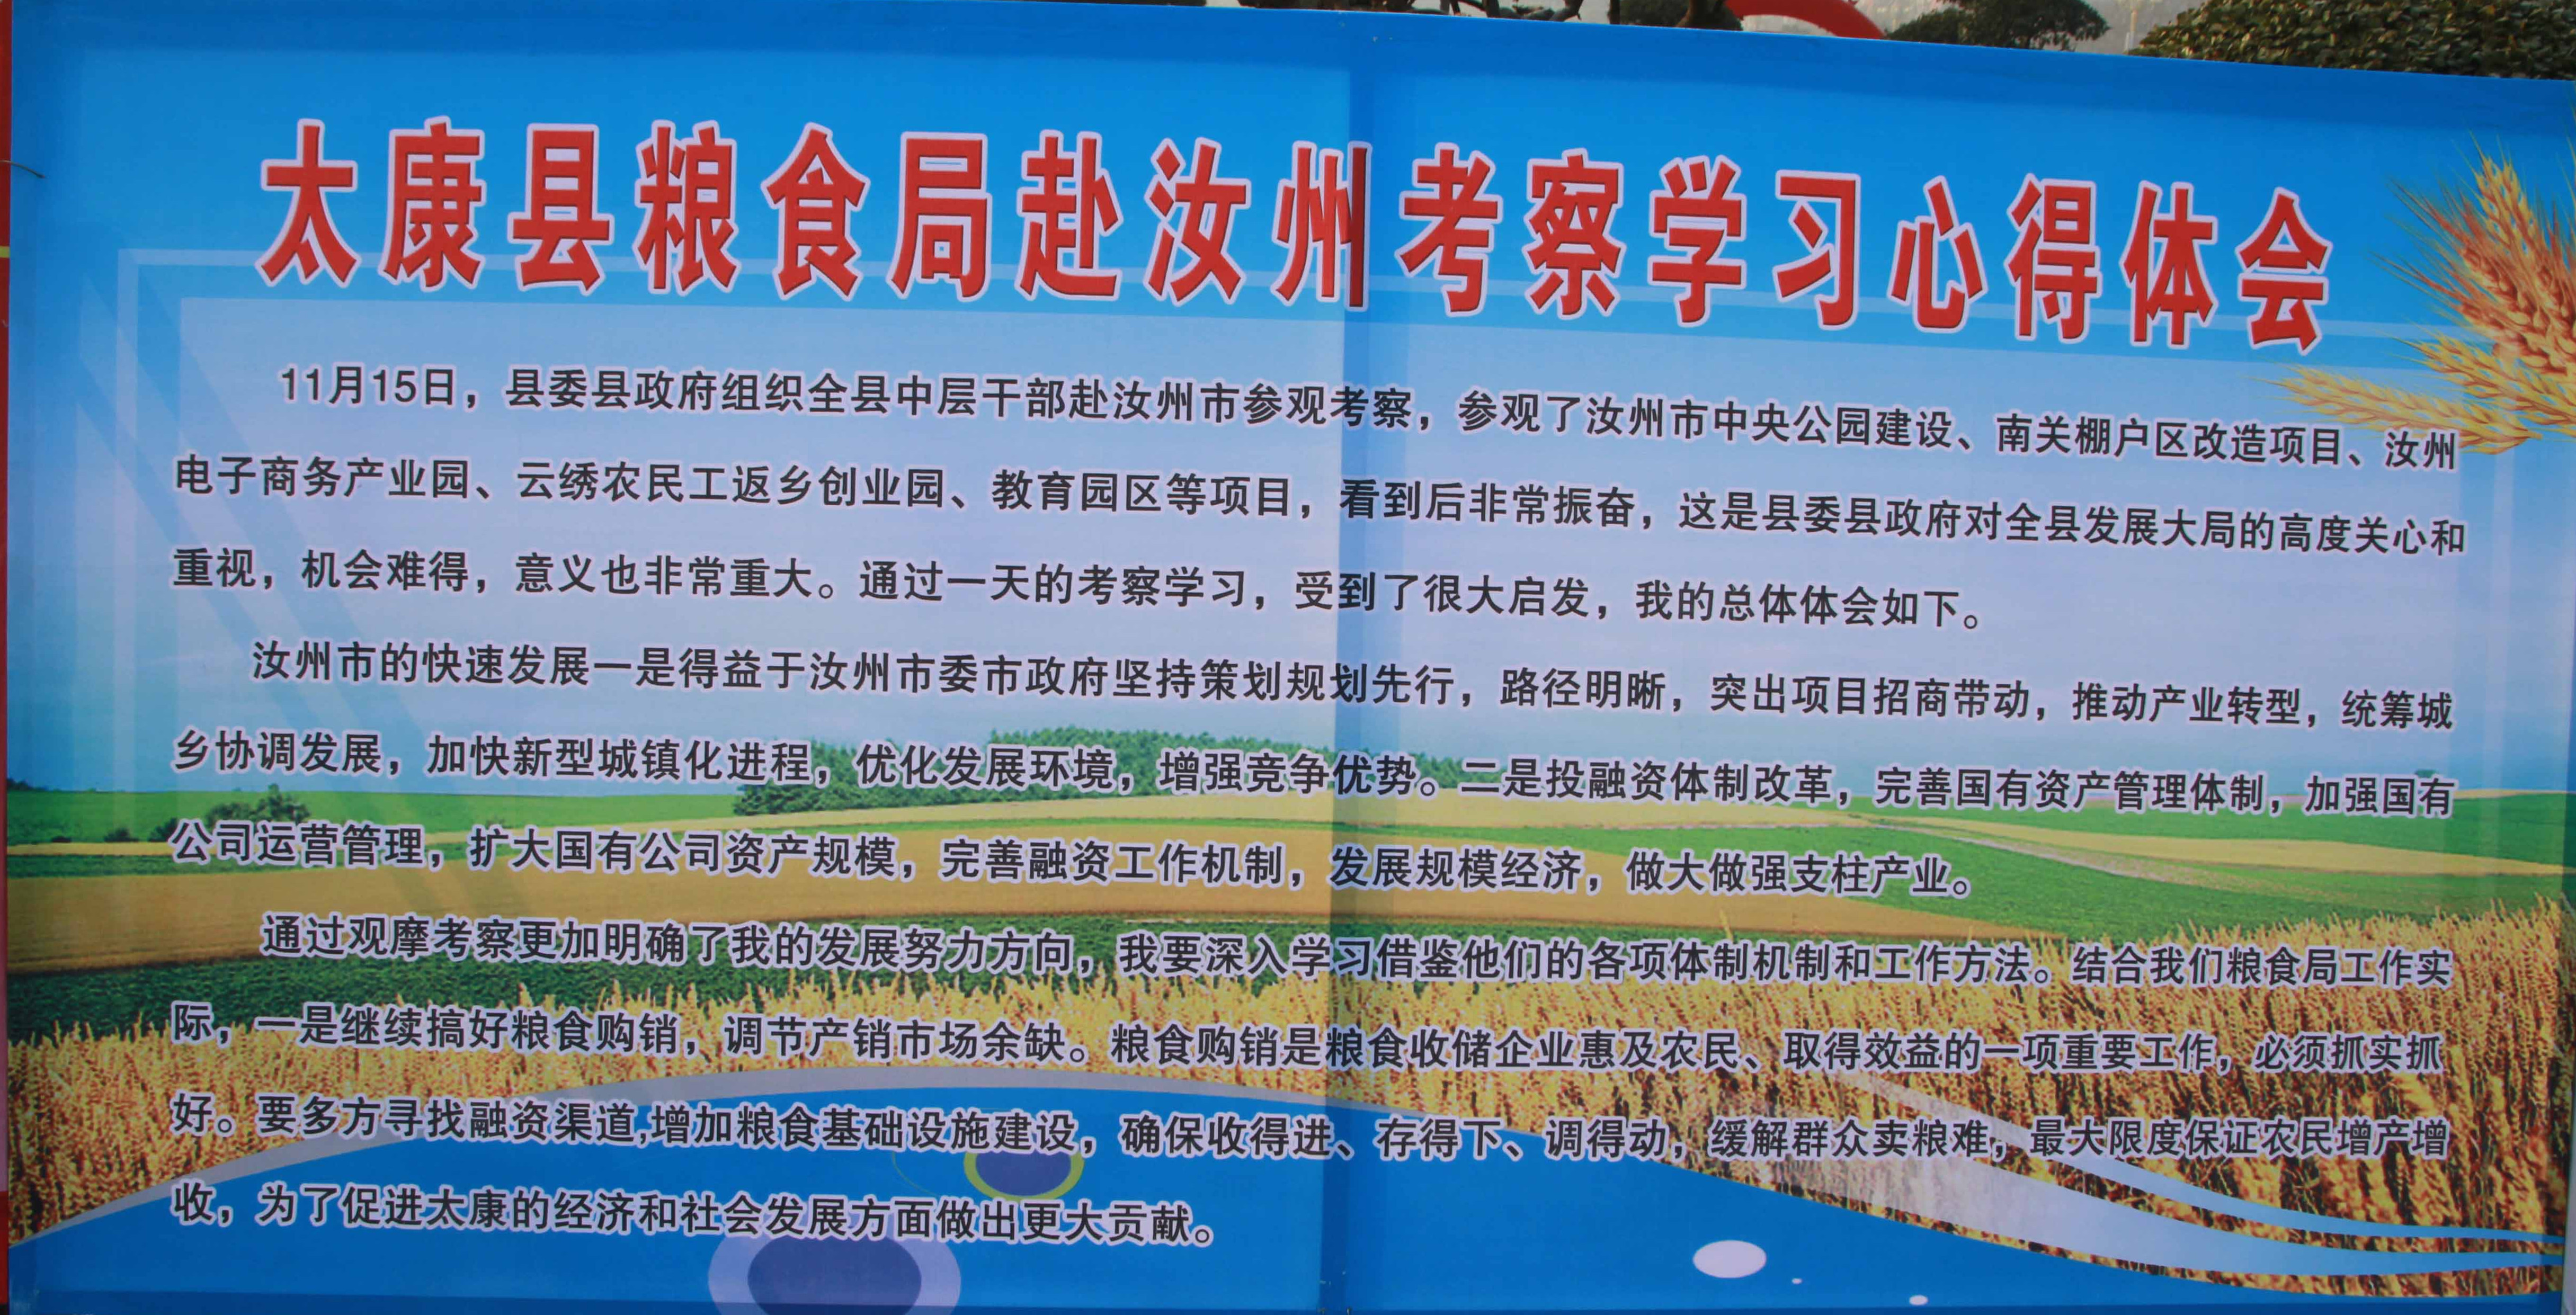 太康县粮食局赴汝州考察学习心得体会
11月15日，县委县政府组织全县中层干部赴汝州市参观考察，参观了汝州市中央公园建设、南关棚户区改造项目、汝州
电子商务产业园、云绣农民工返乡创业园、教育园区等项目，看到后非常振奋，这是县委县政府对全县发展大局的高度关心和
重视，机会难得，意义也非常重大。通过一天的考察学习，受到了很大启发，我的总体体会如下。
汝州市的快速发展一是得益于汝州市委市政府坚持策划规划先行，路径明晰，突出项目招商带动，推动产业转型，统筹城
乡协调发展，加快新型城镇化进程，优化发展环境，增强竞争优势。二是投融资体制改革，完善国有资产管理体制，加强国有
公司运营管理，扩大国有公司资产规模，完善融资工作机制，发展规模经济，做大做强支柱产业。
通过观摩考察更加明确了我的发展努力方向，我要深入学习借鉴他们的各项体制机制和工作方法。结合我们粮食局工作实
际，一是继续搞好粮食购销，调节产销市场余缺。粮食购销是粮食收储企业惠及农民、取得效益的一项重要工作，必须抓实抓
好。要多方寻找融资渠道,增加粮食基础设施建设，确保收得进、存得下、调得动，缓解群众卖粮难，最大限度保证农民增产增
收，为了促进太康的经济和社会发展方面做出更大贡献。